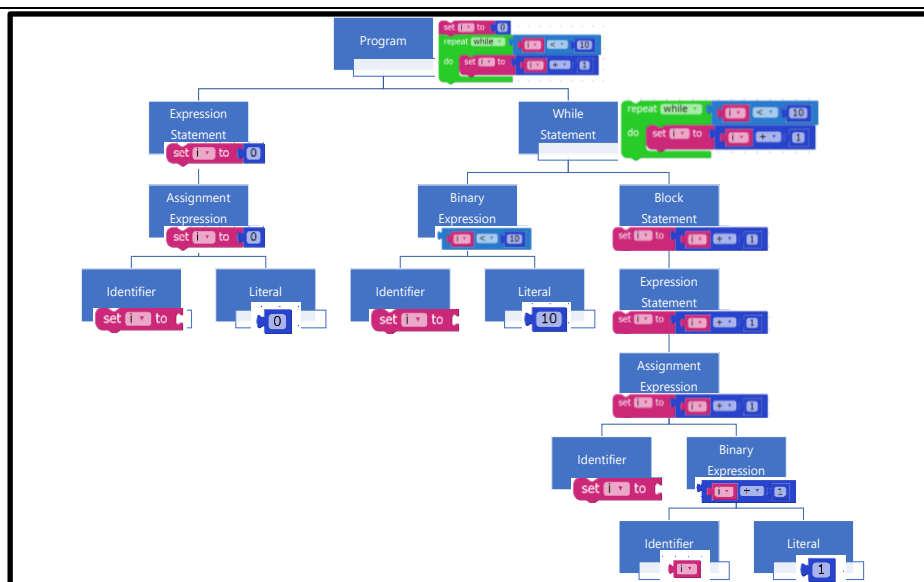 Program
set i to 0
repeat while i < 10
do set i to i + 1
Expression
Statement
set i to 0
While
Statement
repeat while i < 10
do set i to i + 1
Assignment
Expression
set i to 0
Binary
Expression
i < 10
Block
Statement
set i to i + 1
Identifier
set i to
Literal
0
Identifier
set i to
Literal
10
Expression
Statement
set i to i + 1
Assignment
Expression
set i to i + 1
Identifier
set i to
Binary
Expression
i + 1
Identifier
i
Literal
1